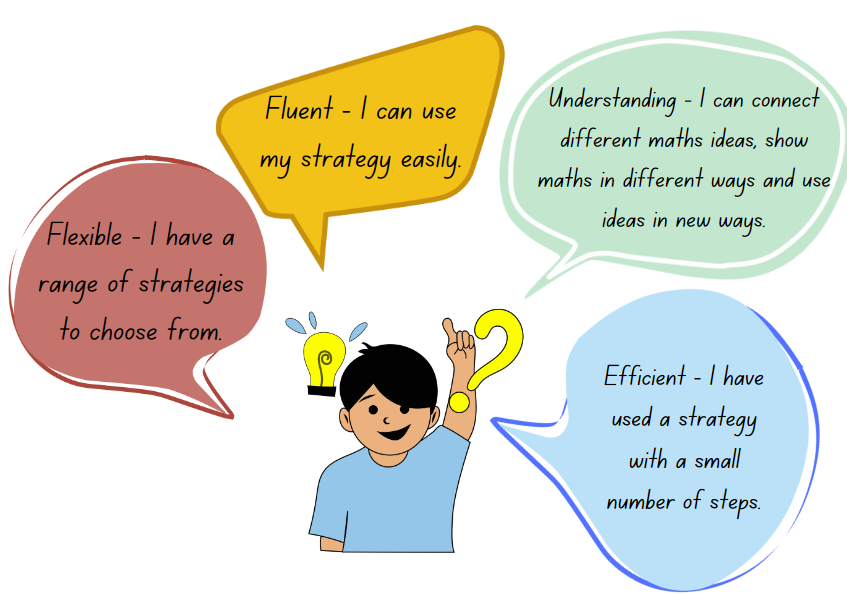 Flexible - I have a
range of strategies
to choose from.
Fluent - I can use
my strategy easily.
Understanding - I can connect
different maths ideas, show
maths in different ways and use
ideas in new ways.
Efficient - I have
used a strategy
with a small
number of steps.